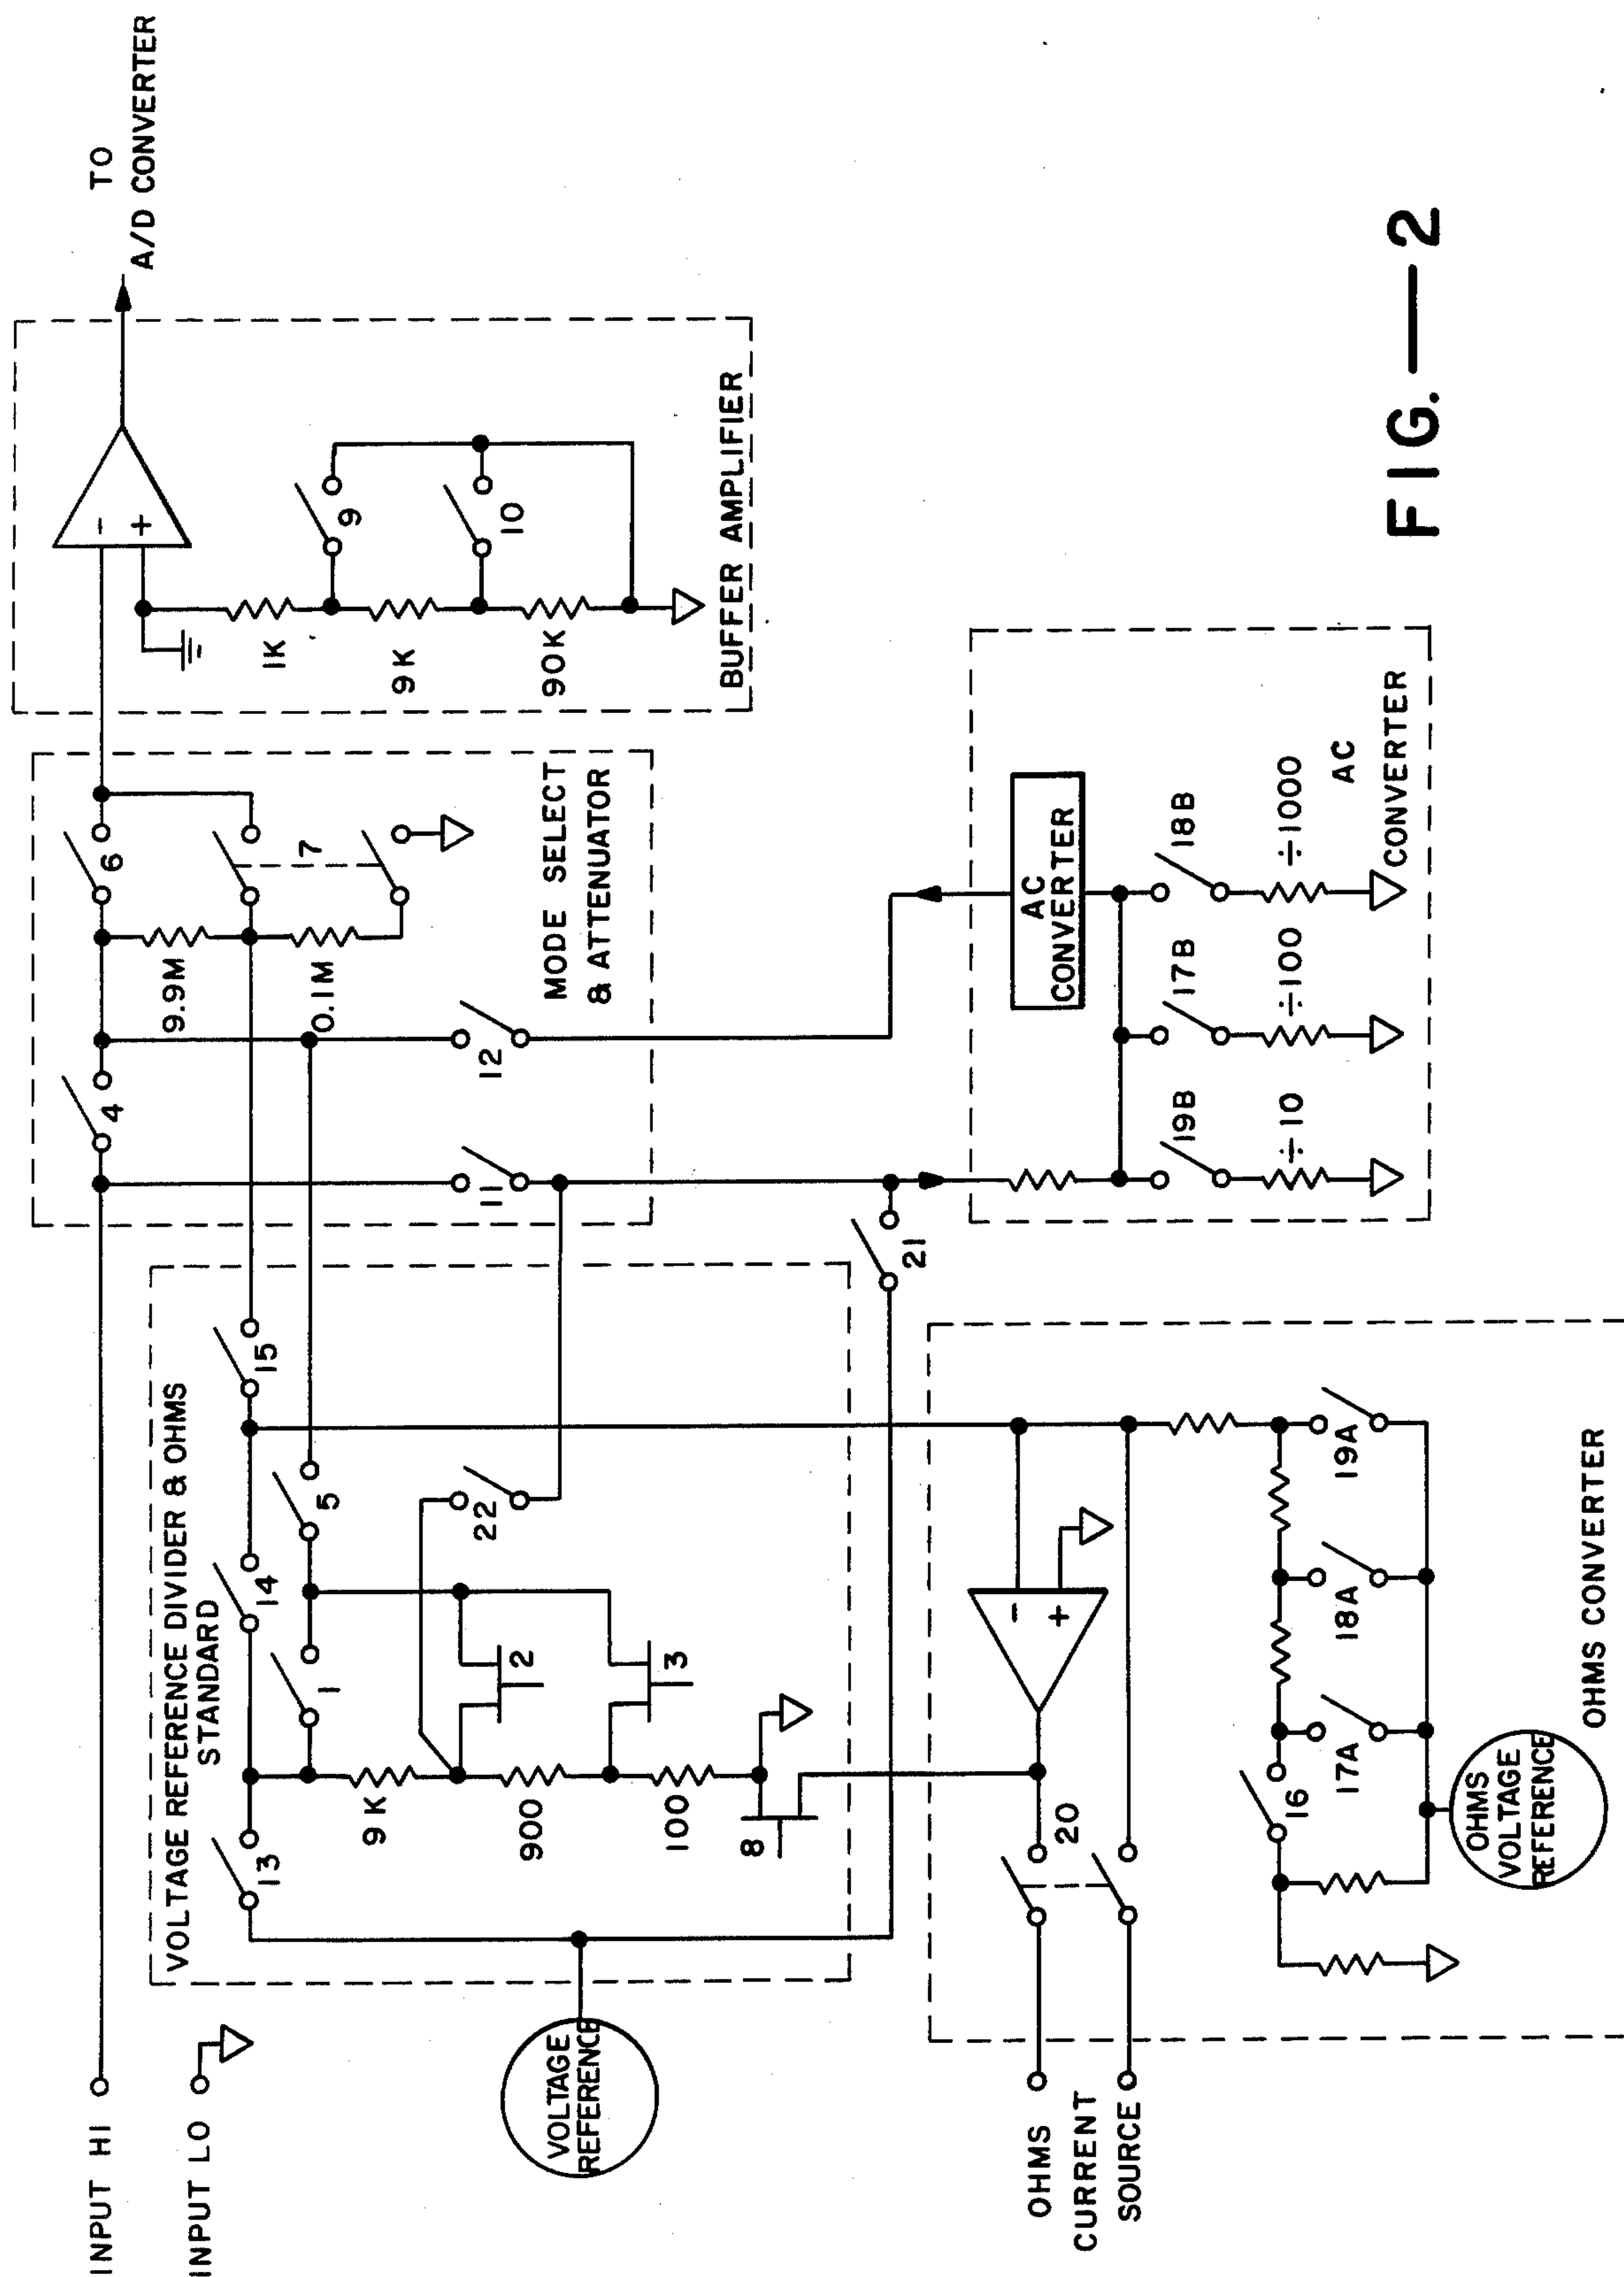 INPUT HI
INPUT LO
VOLTAGE
REFERENCE
VOLTAGE REFERENCE DIVIDER & OHMS
STANDARD
13
14
15
1
5
9 K
2
22
900
3
100
8
21
4
6
9.9M
7
0.1M
11
12
MODE SELECT
& ATTENUATOR
-
+
1K
9
9 K
10
90K
BUFFER AMPLIFIER
TO
A/D CONVERTER
OHMS
CURRENT
SOURCE
20
-
+
16
17A
18A
19A
OHMS
VOLTAGE
REFERENCE
OHMS CONVERTER
AC
CONVERTER
19B
17B
18B
÷10
÷100
÷1000
AC
CONVERTER
FIG.—2